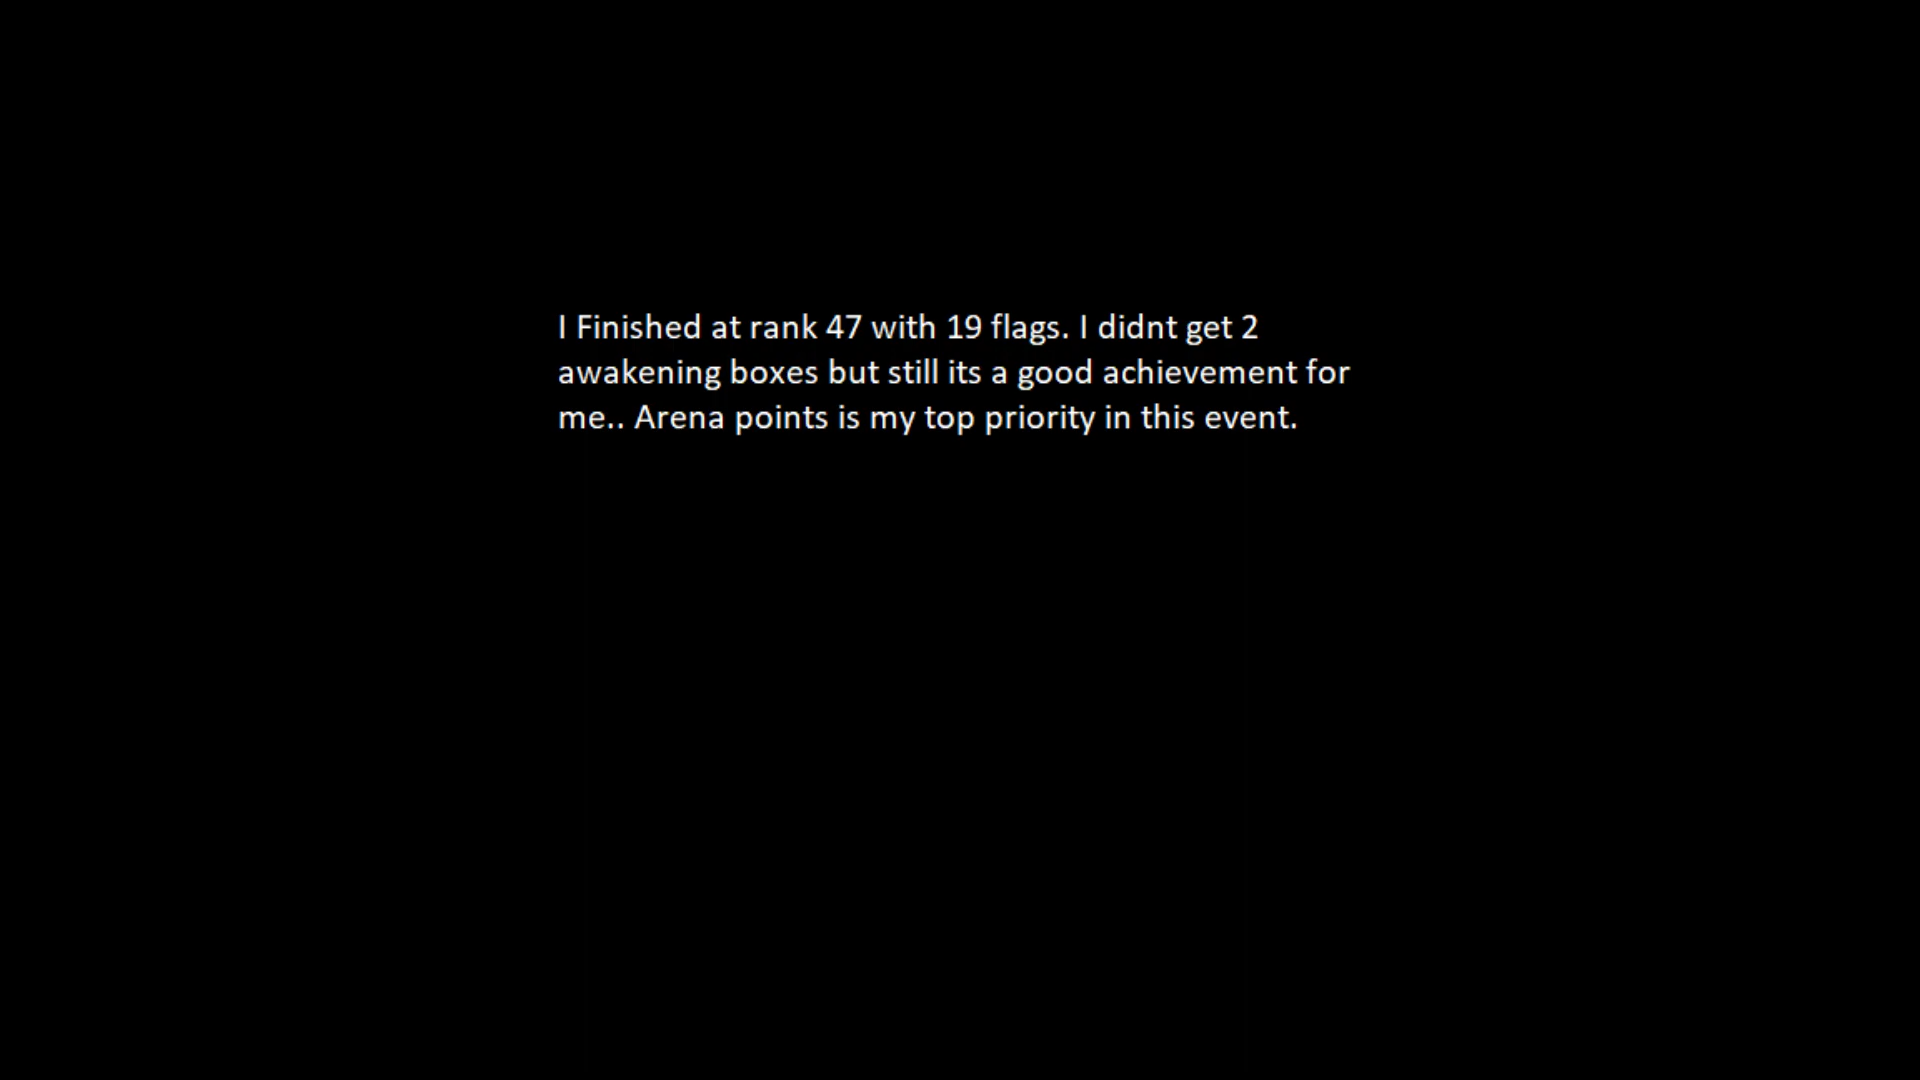 I Finished at rank 47 with 19 flags. I didnt get 2
awakening boxes but still its a good achievement for
me.. Arena points is my top priority in this event.